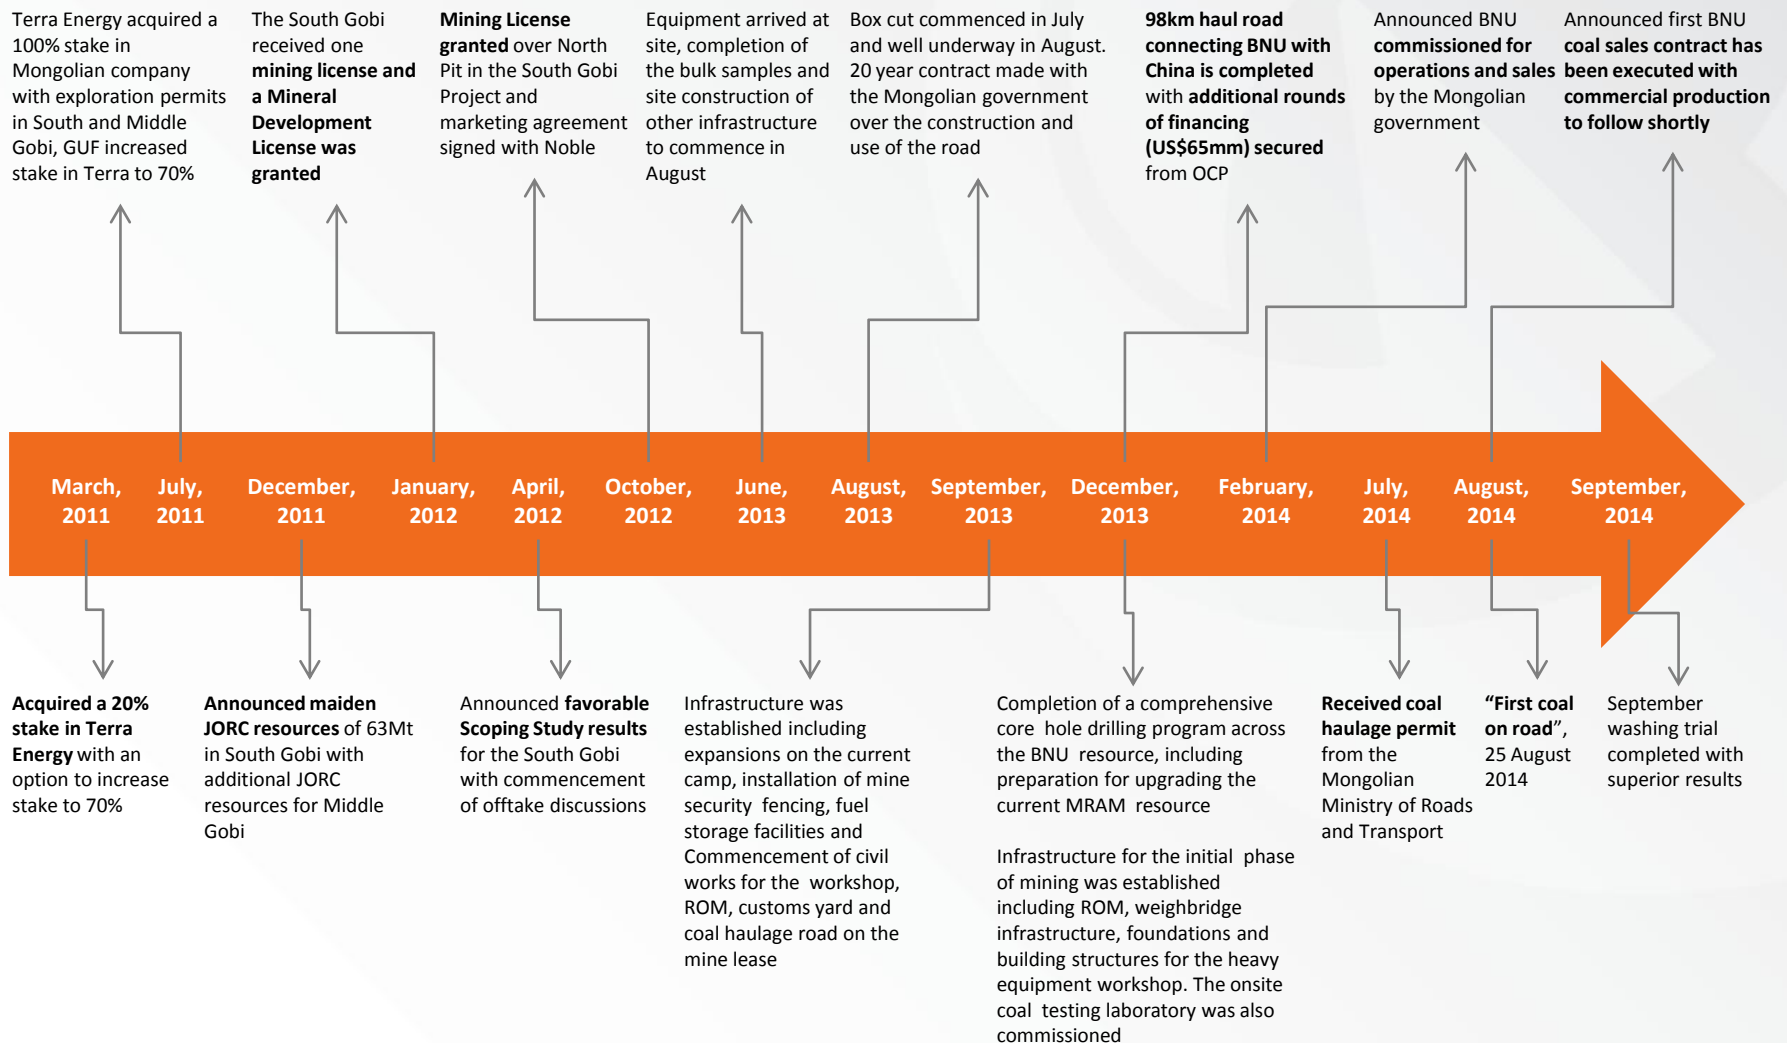 Terra Energy acquired a
100% stake in
Mongolian company
with exploration permits
in South and Middle
Gobi, GUF increased
stake in Terra to 70%
The South Gobi
received one
mining license and
a Mineral
Development
License was
granted
Mining License
granted over North
Pit in the South Gobi
Project and
marketing agreement
signed with Noble
Equipment arrived at
site, completion of
the bulk samples and
site construction of
other infrastructure
to commence in
August
Box cut commenced in July
and well underway in August.
20 year contract made with
the Mongolian government
over the construction and
use of the road
98km haul road
connecting BNU with
China is completed
with additional rounds
of financing
(US$65mm) secured
from OCP
Announced BNU
commissioned for
operations and sales
by the Mongolian
government
Announced first BNU
coal sales contract has
been executed with
commercial production
to follow shortly
March,
2011
July,
2011
December,
2011
January,
2012
April,
2012
October,
2012
June,
2013
August,
2013
September,
2013
December,
2013
February,
2014
July,
2014
August,
2014
September,
2014
Acquired a 20%
stake in Terra
Energy with an
option to increase
stake to 70%
Announced maiden
JORC resources of 63Mt
in South Gobi with
additional JORC
resources for Middle
Gobi
Announced favorable
Scoping Study results
for the South Gobi
with commencement
of offtake discussions
Infrastructure was
established including
expansions on the current
camp, installation of mine
security fencing, fuel
storage facilities and
Commencement of civil
works for the workshop,
ROM, customs yard and
coal haulage road on the
mine lease
Completion of a comprehensive
core hole drilling program across
the BNU resource, including
preparation for upgrading the
current MRAM resource
Infrastructure for the initial phase
of mining was established
including ROM, weighbridge
infrastructure, foundations and
building structures for the heavy
equipment workshop. The onsite
coal testing laboratory was also
commissioned
Received coal
haulage permit
from the
Mongolian
Ministry of Roads
and Transport
“First coal
on road”,
25 August
2014
September
washing trial
completed with
superior results